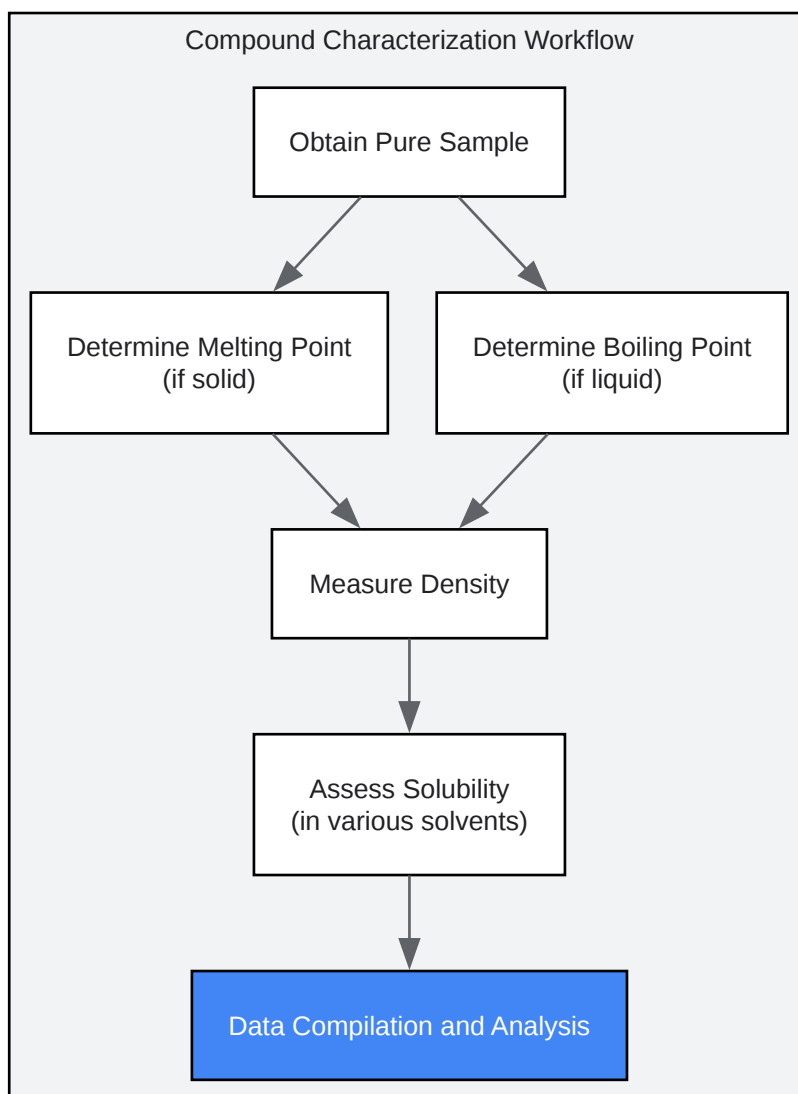 Compound Characterization Workflow
Obtain Pure Sample
Determine Melting Point
(if solid)
Determine Boiling Point
(if liquid)
Measure Density
Assess Solubility
(in various solvents)
Data Compilation and Analysis